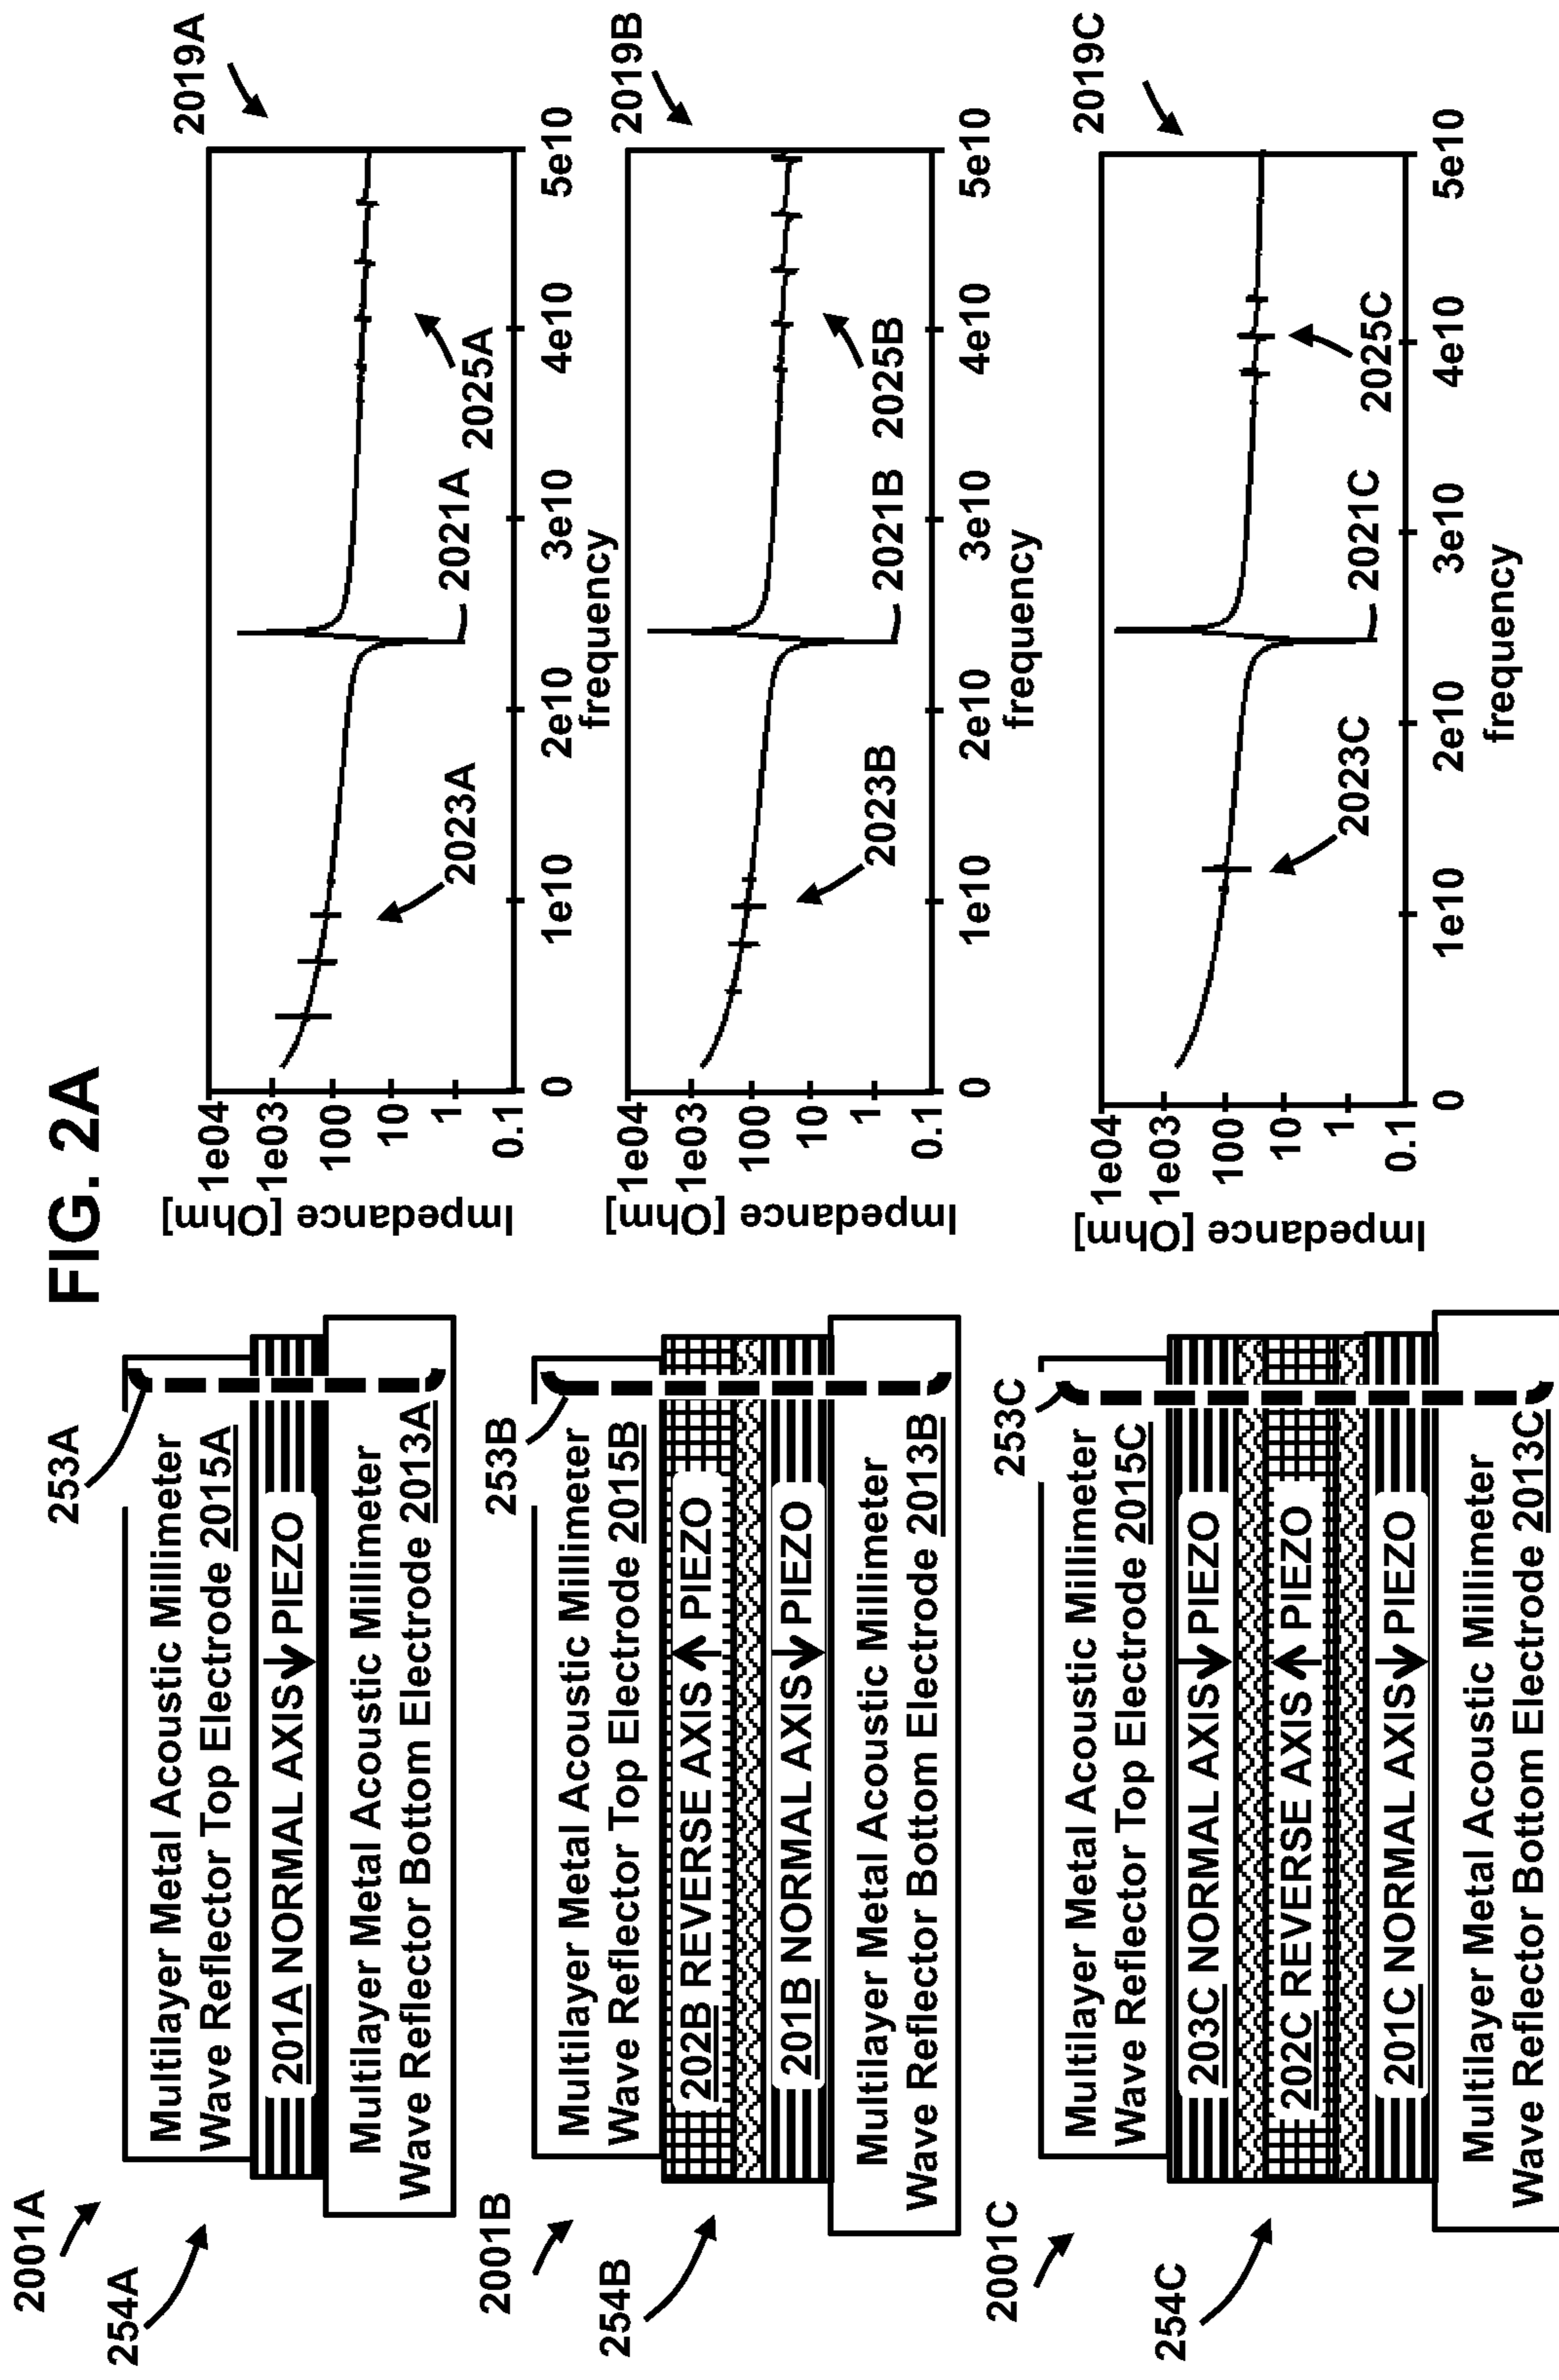 FIG. 2A
2001A
254A
253A
Multilayer Metal Acoustic Millimeter
Wave Reflector Top Electrode 2015A
201A NORMAL AXIS PIEZO
Multilayer Metal Acoustic Millimeter
Wave Reflector Bottom Electrode 2013A
2019A
Impedance [Ohm]
1e04
1e03
100
10
1
0.1
2023A
2021A
2025A
0
1e10
2e10
3e10
4e10
5e10
frequency
2001B
254B
253B
Multilayer Metal Acoustic Millimeter
Wave Reflector Top Electrode 2015B
202B REVERSE AXIS PIEZO
201B NORMAL AXIS PIEZO
Multilayer Metal Acoustic Millimeter
Wave Reflector Bottom Electrode 2013B
2019B
Impedance [Ohm]
1e04
1e03
100
10
1
0.1
2023B
2021B
2025B
0
1e10
2e10
3e10
4e10
5e10
frequency
2001C
254C
253C
Multilayer Metal Acoustic Millimeter
Wave Reflector Top Electrode 2015C
203C NORMAL AXIS PIEZO
202C REVERSE AXIS PIEZO
201C NORMAL AXIS PIEZO
Multilayer Metal Acoustic Millimeter
Wave Reflector Bottom Electrode 2013C
2019C
Impedance [Ohm]
1e04
1e03
100
10
1
0.1
2023C
2021C
2025C
0
1e10
2e10
3e10
4e10
5e10
frequency